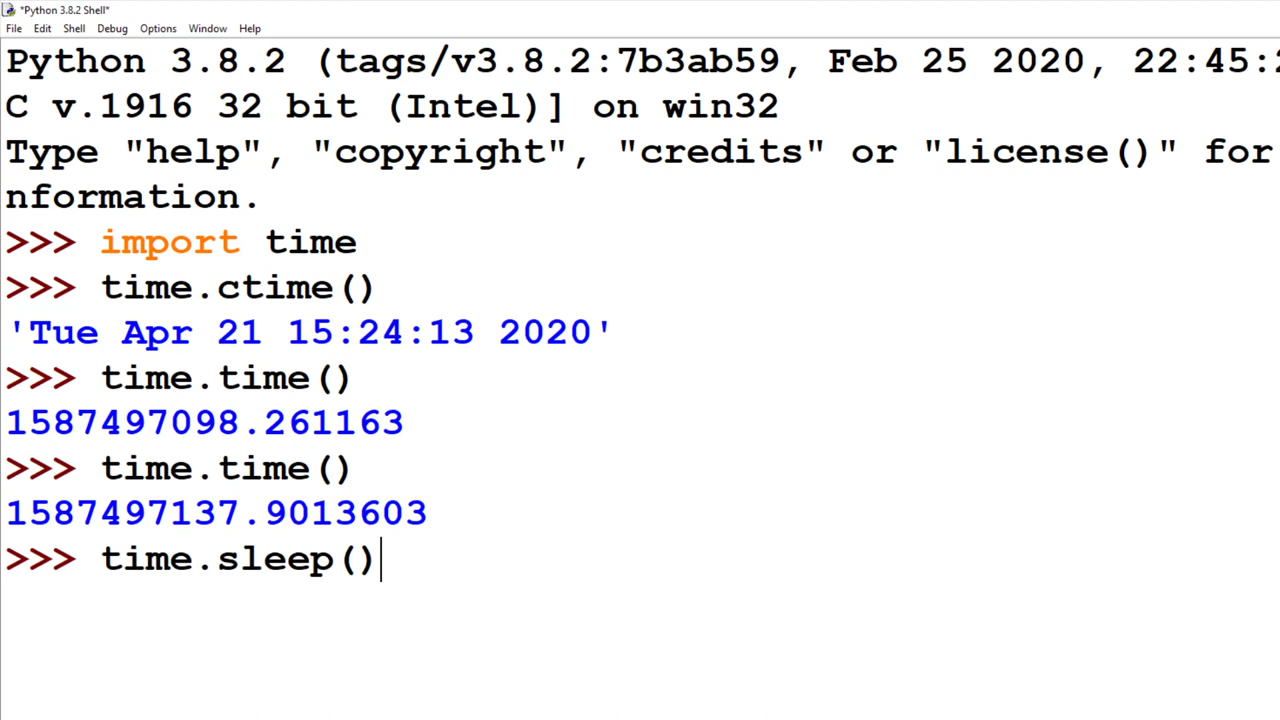 *Python 3.8.2 Shell*
File Edit Shell Debug Options Window Help
Python 3.8.2 (tags/v3.8.2:7b3ab59, Feb 25 2020, 22:45:2
C v.1916 32 bit (Intel)] on win32
Type "help", "copyright", "credits" or "license()" for
nformation.
>>> import time
>>> time.ctime()
'Tue Apr 21 15:24:13 2020'
>>> time.time()
1587497098.261163
>>> time.time()
1587497137.9013603
>>> time.sleep()